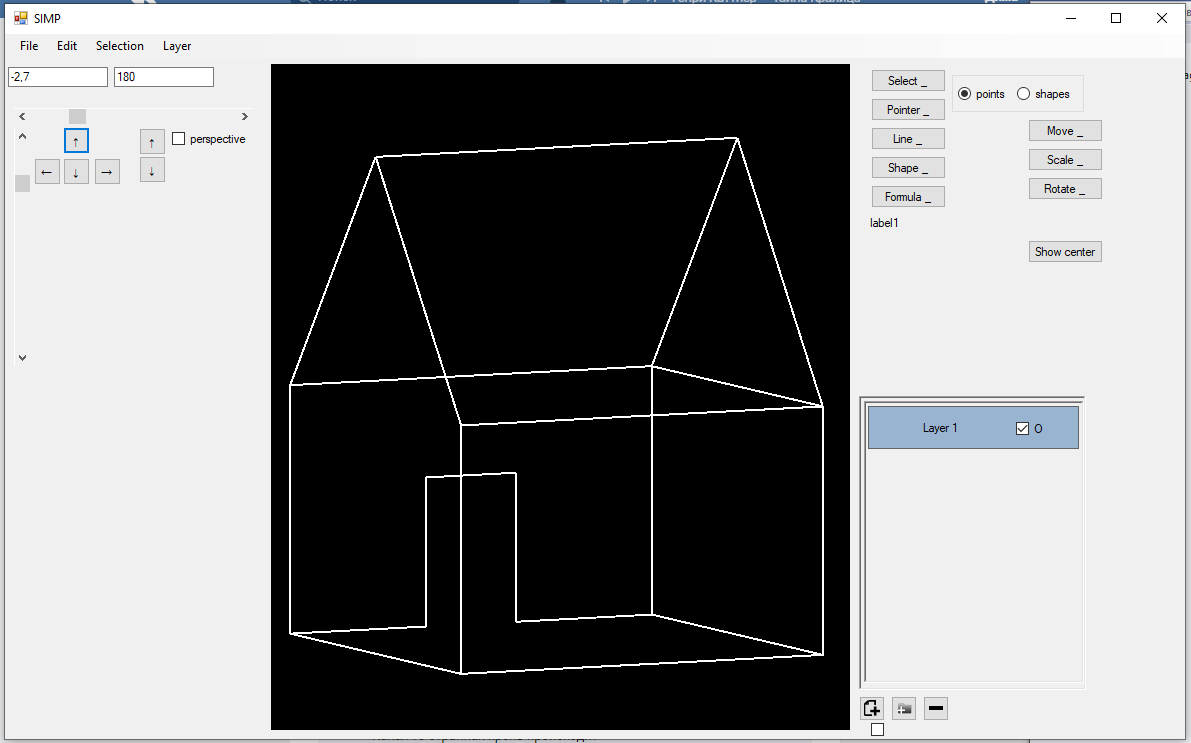 SIMP
File Edit Selection Layer
-2,7 180
perspective
Select _
points shapes
Pointer _
Move _
Line _
Scale _
Shape _
Rotate _
Formula _
label1
Show center
Layer 1 O